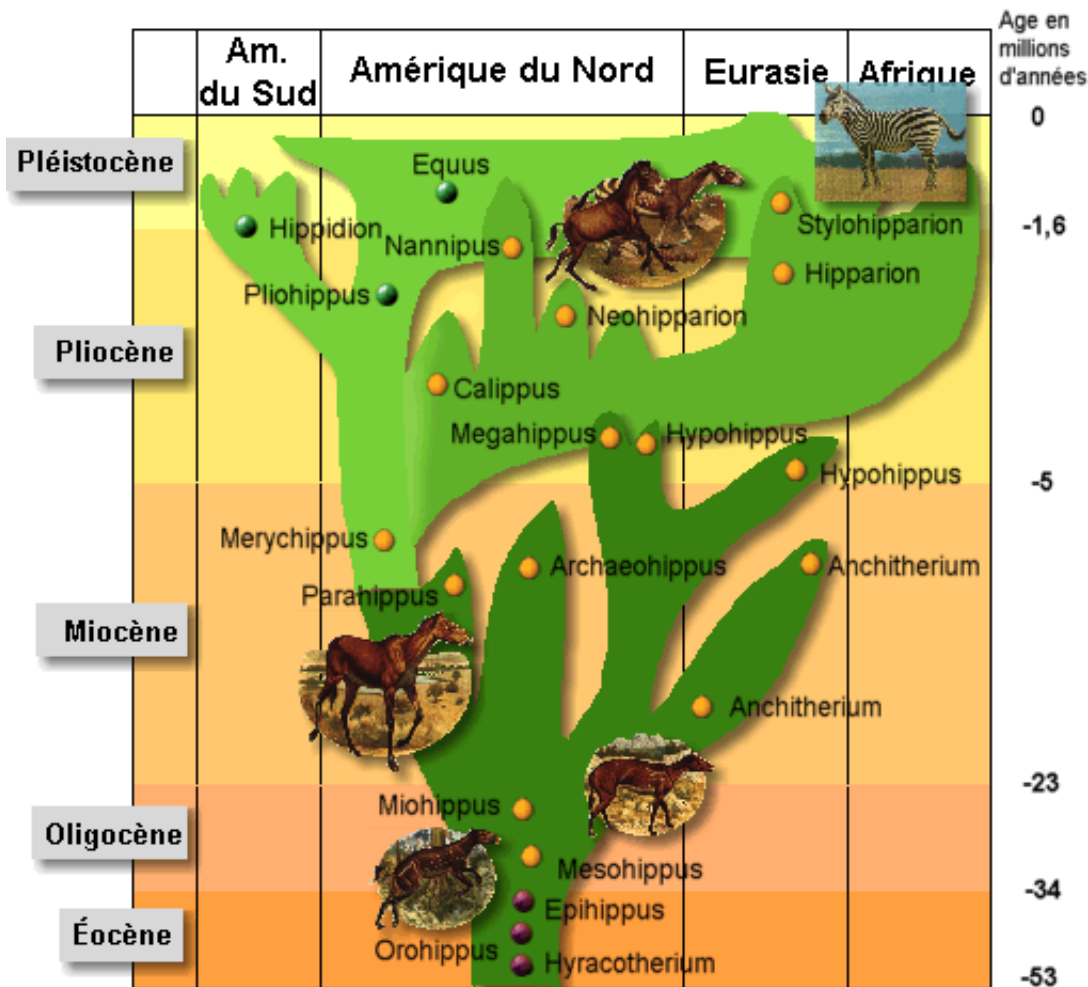 Age en
millions
d'années
Am.
du Sud
Amérique du Nord
Eurasie
Afrique
0
Pléistocène
Equus
Hippidion
Nannipus
Stylohipparion
-1,6
Pliohippus
Hipparion
Neohipparion
Pliocène
Calippus
Megahippus
Hypohippus
Hypohippus
-5
Merychippus
Archaeohippus
Anchitherium
Parahippus
Miocène
Anchitherium
-23
Miohippus
Oligocène
Mesohippus
-34
Epihippus
Éocène
Orohippus
Hyracotherium
-53